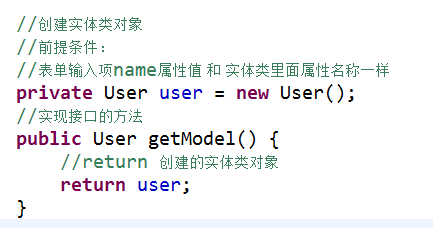 //创建实体类对象
//前提条件：
//表单输入项name属性值 和 实体类里面属性名称一样
private User user = new User();
//实现接口的方法
public User getModel() {
//return 创建的实体类对象
return user;
}